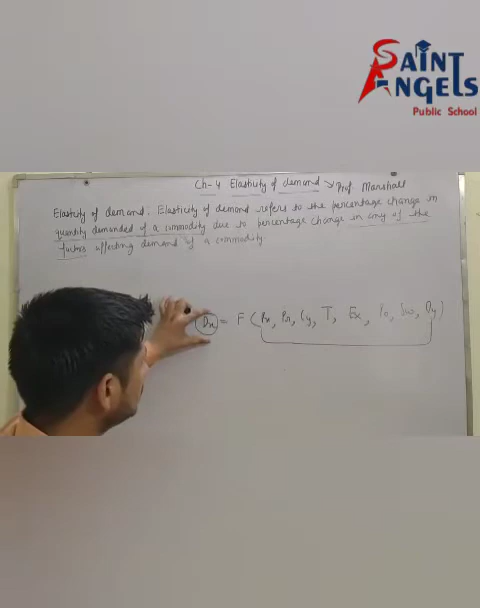 SAINT
ANGELS
Public School
Ch-4 Elasticity of demand > Prof. Marshall
Elasticity of demand: Elasticity of demand refers to the percentage change in
quantity demanded of a commodity due to percentage change in any of the
factors affecting demand of a commodity.
Dx = F (Px, Pr, Cy, T, Ex, Po, Sw, Dy)